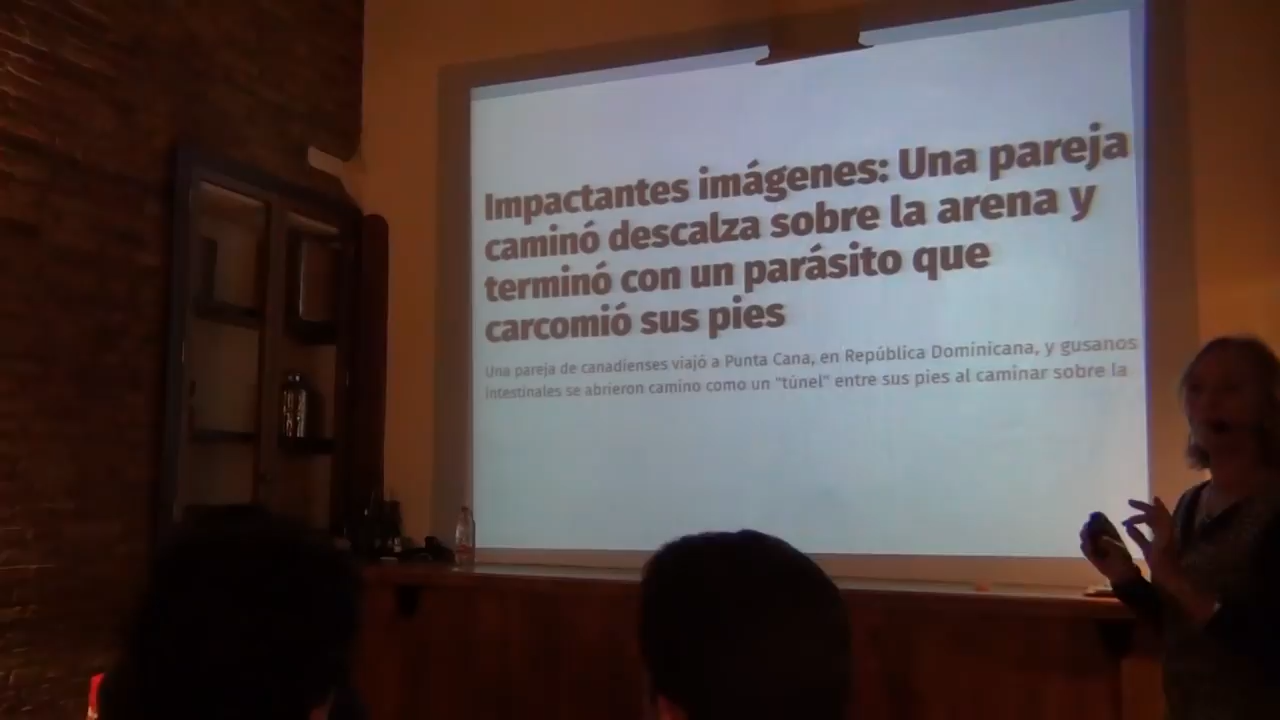 Impactantes imágenes: Una pareja
caminó descalza sobre la arena y
terminó con un parásito que
carcomió sus pies
Una pareja de canadienses viajó a Punta Cana, en República Dominicana, y gusanos
intestinales se abrieron camino como un "túnel" entre sus pies al caminar sobre la